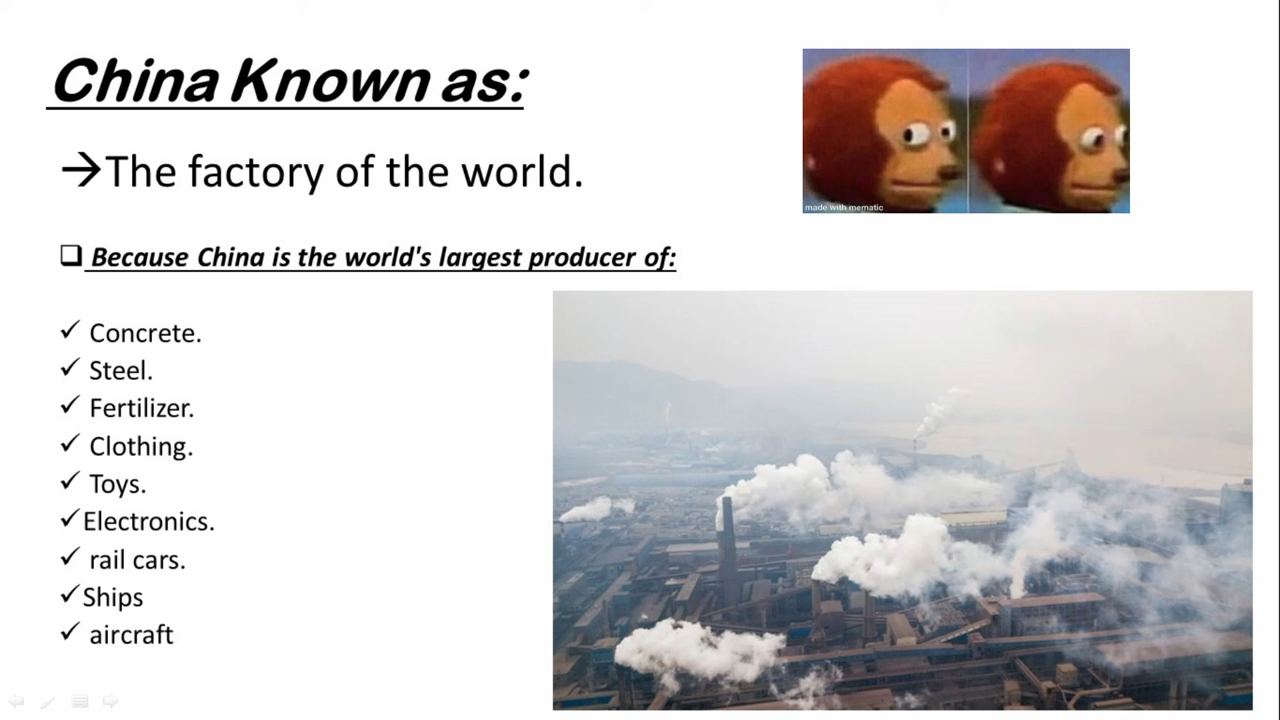 China Known as:
→The factory of the world.
❑ Because China is the world's largest producer of:
✓ Concrete.
✓ Steel.
✓ Fertilizer.
✓ Clothing.
✓ Toys.
✓Electronics.
✓ rail cars.
✓Ships
✓ aircraft
made with mematic